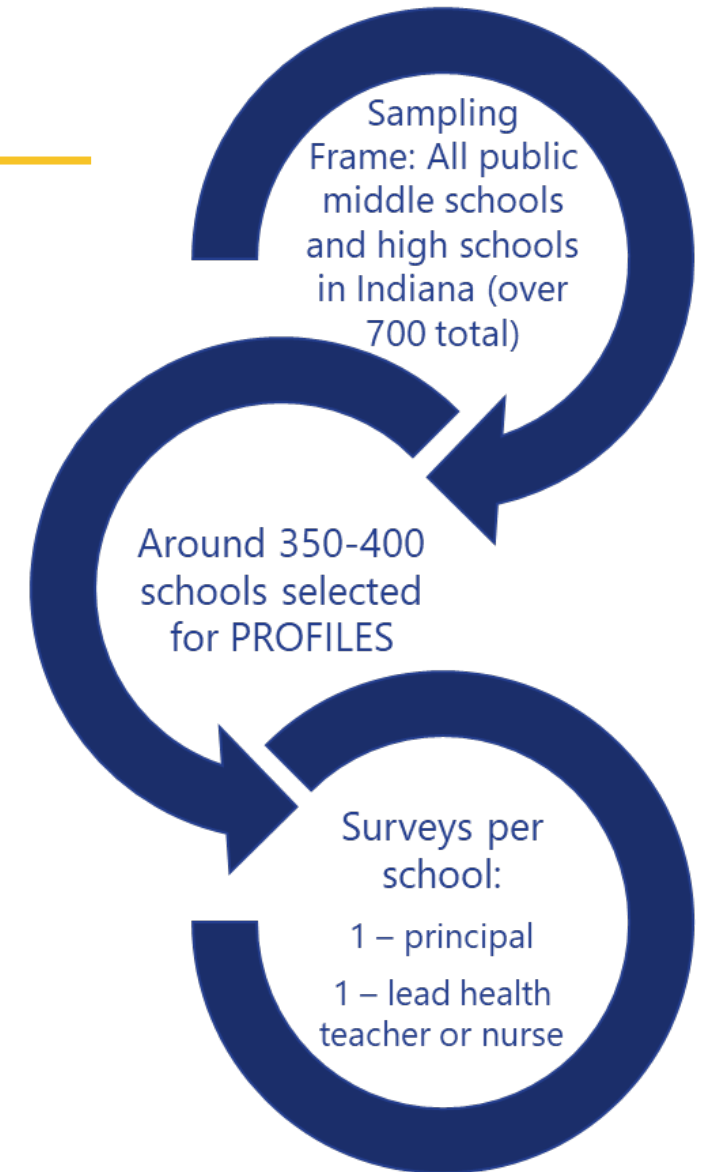 Sampling
Frame: All public
middle schools
and high schools
in Indiana (over
700 total)
Around 350-400
schools selected
for PROFILES
Surveys per
school:
1 – principal
1 – lead health
teacher or nurse